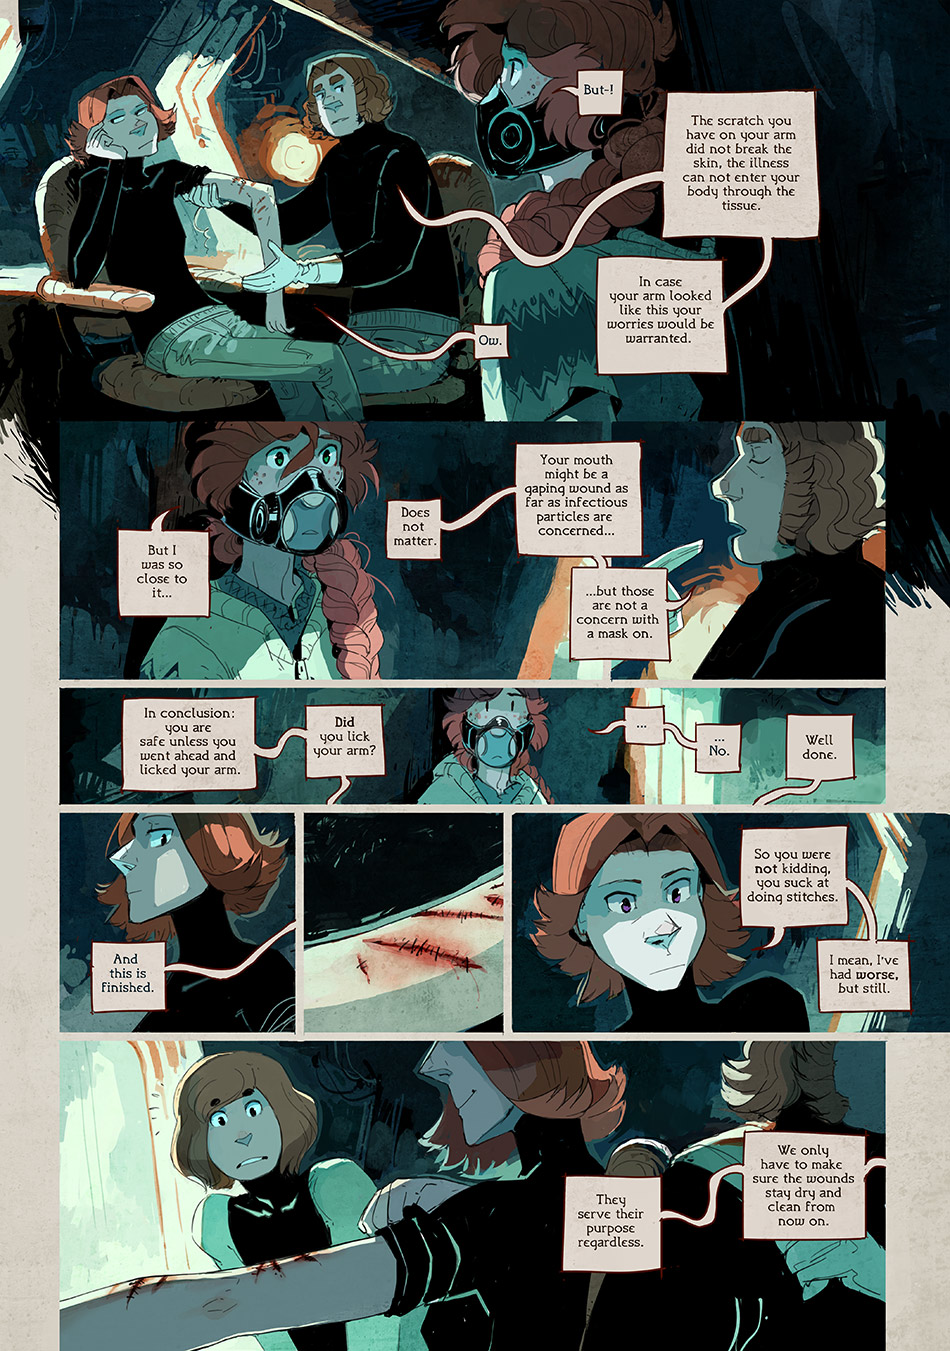 But-!
The scratch you
have on your arm
did not break the
skin, the illness
can not enter your
body through the
tissue.
In case
your arm looked
like this your
worries would be
warranted.
Ow.
But I
was so
close to
it...
Does
not
matter.
Your mouth
might be a
gaping wound as
far as infectious
particles are
concerned...
...but those
are not a
concern with
a mask on.
In conclusion:
you are
safe unless you
went ahead and
licked your arm.
Did
you lick
your arm?
...
...
No.
Well
done.
And
this is
finished.
So you were
not kidding,
you suck at
doing stitches.
I mean, I've
had worse,
but still.
They
serve their
purpose
regardless.
We only
have to make
sure the wounds
stay dry and
clean from
now on.